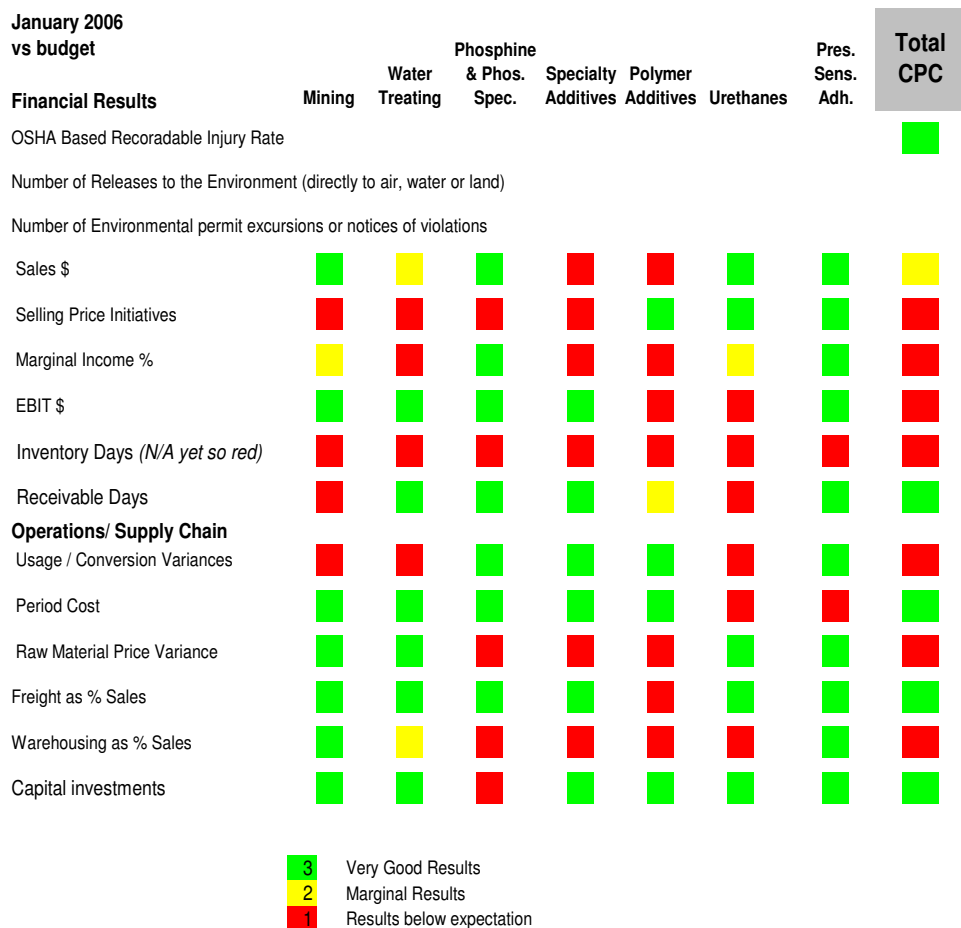 January 2006
vs budget
Financial Results
Mining
Water
Treating
Phosphine
& Phos.
Spec.
Specialty
Additives
Polymer
Additives
Urethanes
Pres.
Sens.
Adh.
Total
CPC
OSHA Based Recoradable Injury Rate
Number of Releases to the Environment (directly to air, water or land)
Number of Environmental permit excursions or notices of violations
Sales $
Selling Price Initiatives
Marginal Income %
EBIT $
Inventory Days (N/A yet so red)
Receivable Days
Operations/ Supply Chain
Usage / Conversion Variances
Period Cost
Raw Material Price Variance
Freight as % Sales
Warehousing as % Sales
Capital investments
3 Very Good Results
2 Marginal Results
1 Results below expectation